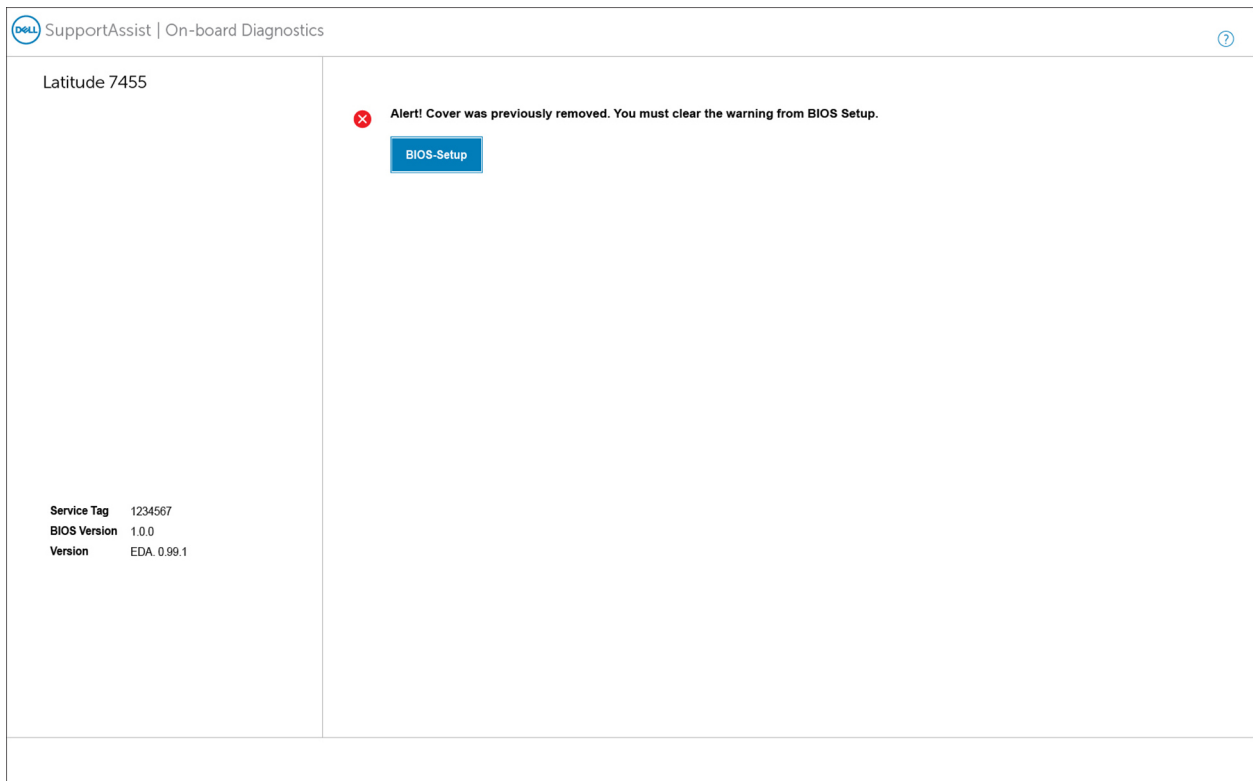 DELL SupportAssist | On-board Diagnostics
?
Latitude 7455
Alert! Cover was previously removed. You must clear the warning from BIOS Setup.
BIOS-Setup
Service Tag 1234567
BIOS Version 1.0.0
Version EDA. 0.99.1